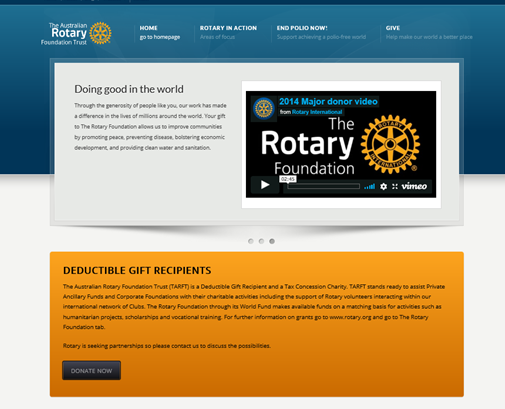 The Australian
Rotary
Foundation Trust
HOME
go to homepage
ROTARY IN ACTION
Areas of focus
END POLIO NOW!
Support achieving a polio-free world
GIVE
Help make our world a better place
Doing good in the world
Through the generosity of people like you, our work has made
a difference in the lives of millions around the world. Your gift
to The Rotary Foundation allows us to improve communities
by promoting peace, preventing disease, bolstering economic
development, and providing clean water and sanitation.
2014 Major donor video
from Rotary International
The
Rotary
Foundation
ROTARY
INTERNATIONAL
02:45
vimeo
DEDUCTIBLE GIFT RECIPIENTS
The Australian Rotary Foundation Trust (TARFT) is a Deductible Gift Recipient and a Tax Concession Charity. TARFT stands ready to assist Private
Ancillary Funds and Corporate Foundations with their charitable activities including the support of Rotary volunteers interacting within our
international network of Clubs. The Rotary Foundation through its World Fund makes available funds on a matching basis for activities such as
humanitarian projects, scholarships and vocational training. For further information on grants go to www.rotary.org and go to The Rotary
Foundation tab.
Rotary is seeking partnerships so please contact us to discuss the possibilities.
DONATE NOW